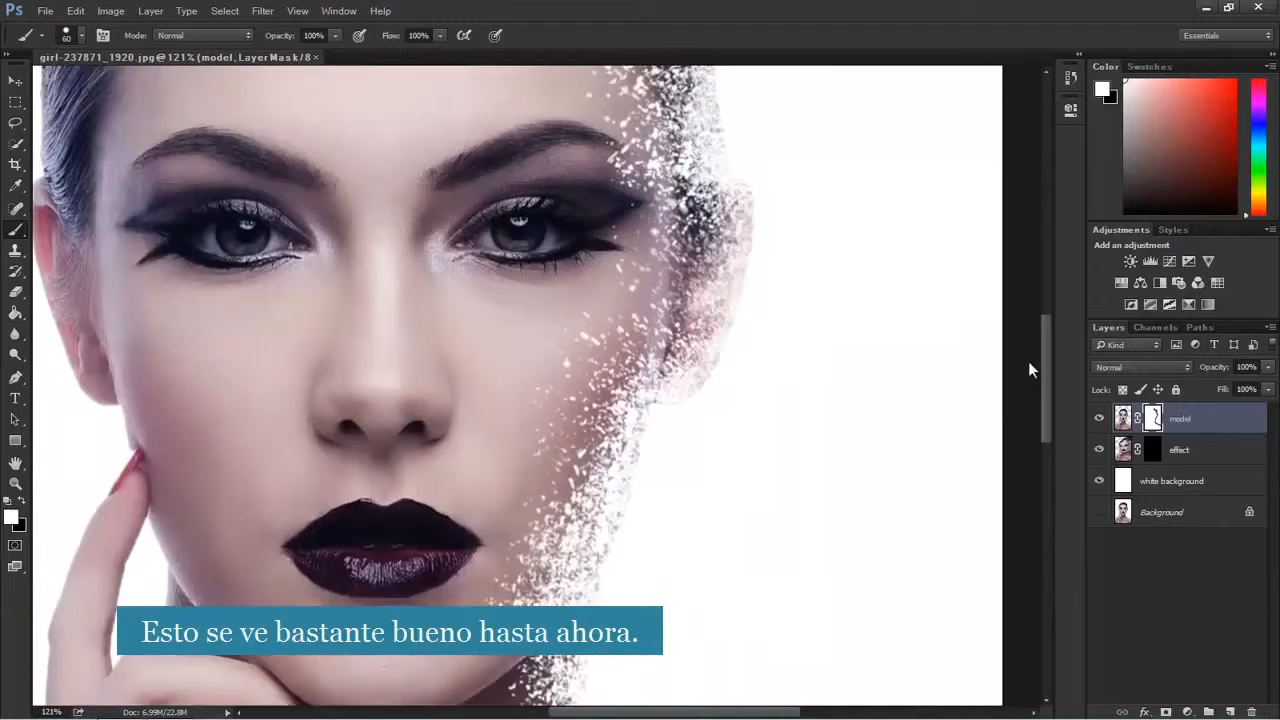 Ps File Edit Image Layer Type Select Filter View Window Help
60 Mode: Normal Opacity: 100% Flow: 100% Essentials
girl-237871_1920.jpg@121%(model,LayerMask/8 ×
Color Swatches
Adjustments Styles
Add an adjustment
Layers Channels Paths
Kind
Normal Opacity: 100%
Lock: Fill: 100%
model
effect
white background
Background
Esto se ve bastante bueno hasta ahora.
121% Doc: 6.99M/22.8M